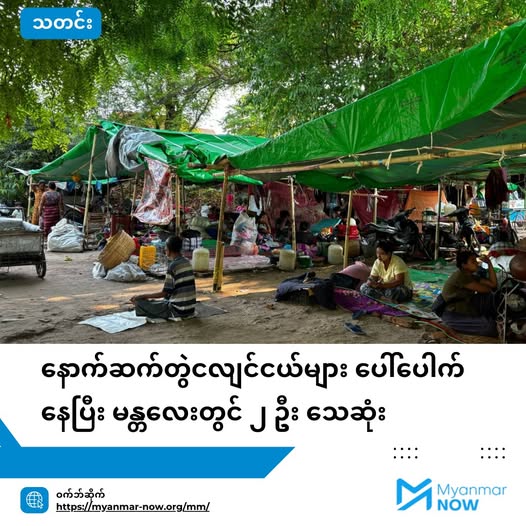 သတင်း
နောက်ဆက်တွဲငလျင်ငယ်များ ပေါ်ပေါက်
နေပြီး မန္တလေးတွင် ၂ ဦး သေဆုံး
ဝက်ဘ်ဆိုက်
https://myanmar-now.org/mm/
Myanmar
NOW